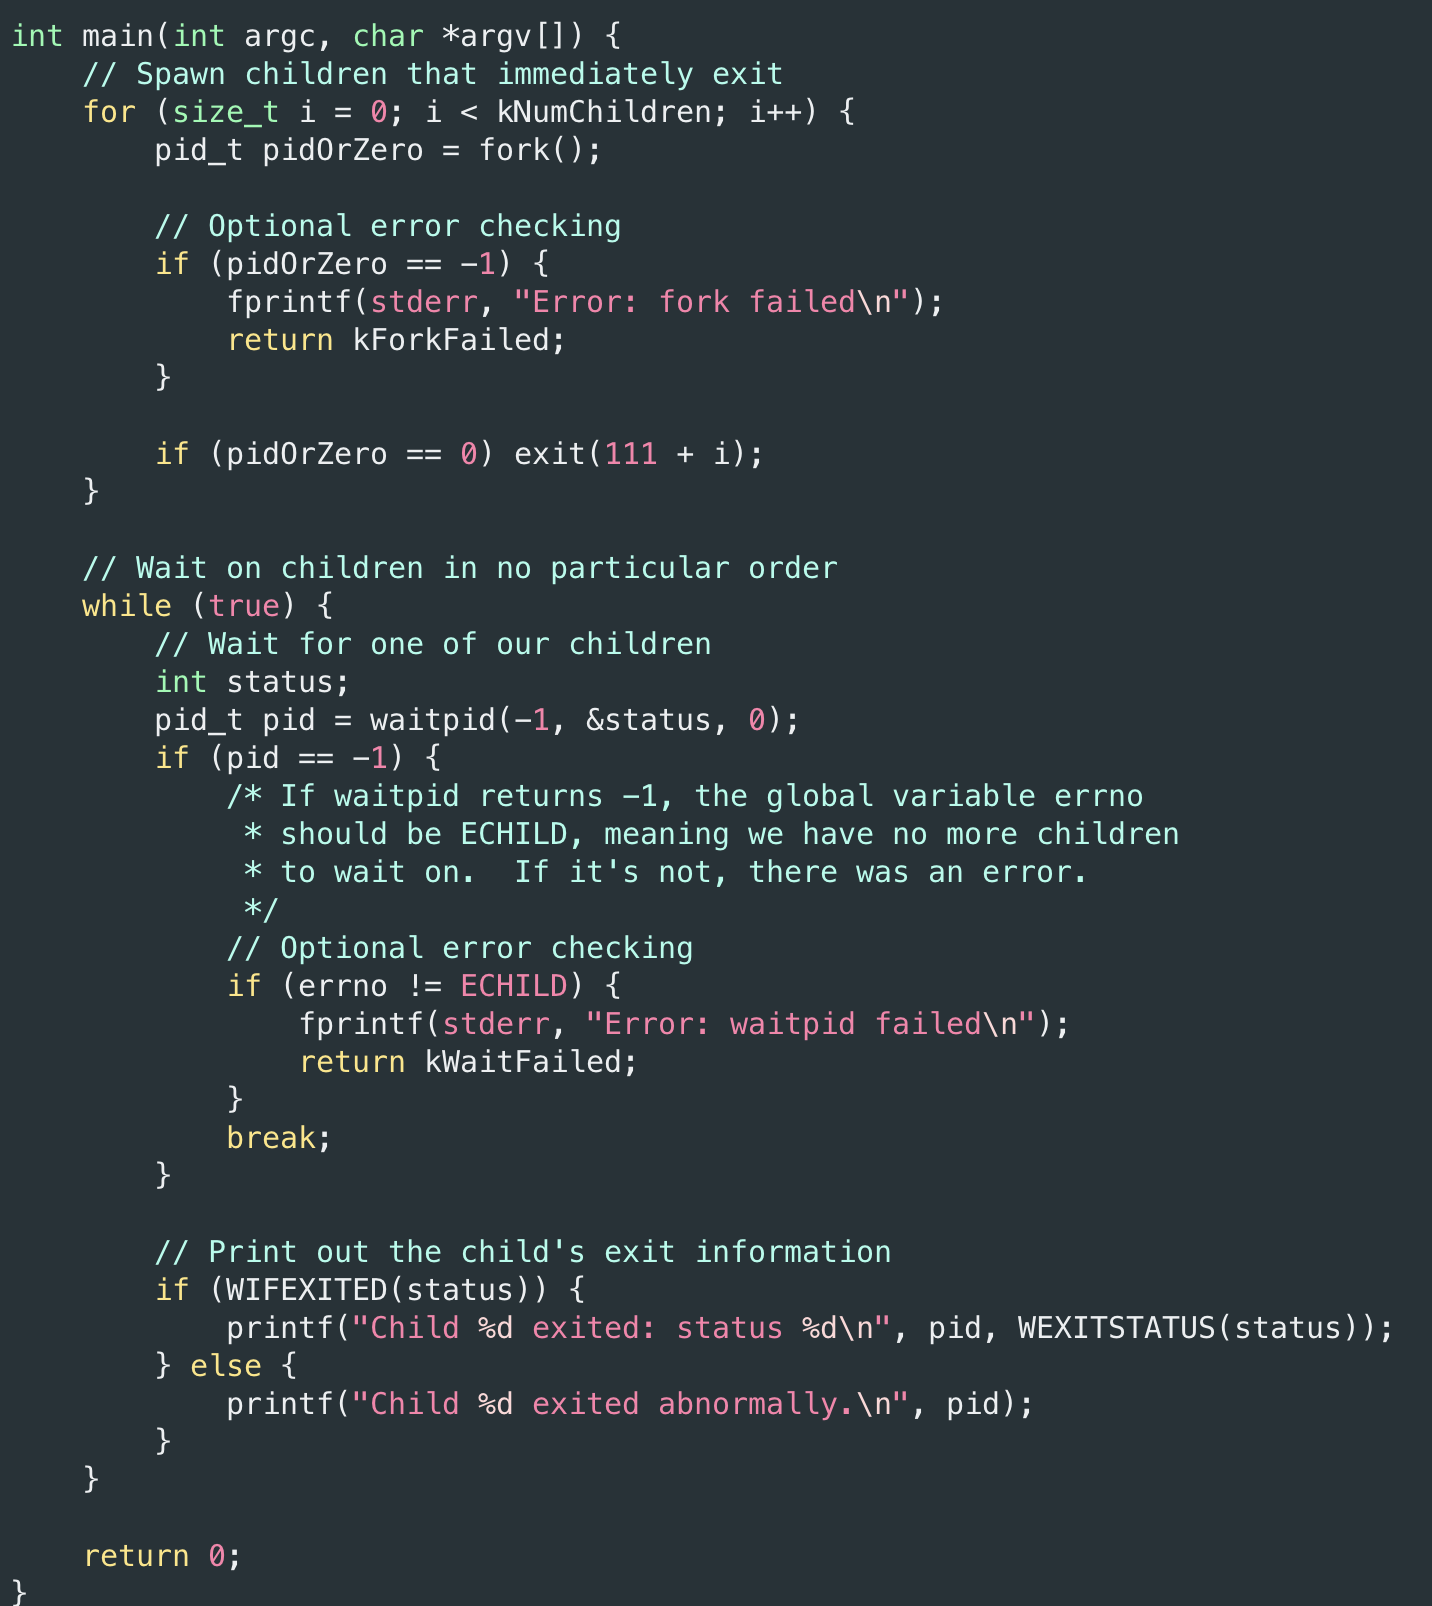 int main(int argc, char *argv[]) {
    // Spawn children that immediately exit
    for (size_t i = 0; i < kNumChildren; i++) {
        pid_t pidOrZero = fork();

        // Optional error checking
        if (pidOrZero == -1) {
            fprintf(stderr, "Error: fork failed\n");
            return kForkFailed;
        }

        if (pidOrZero == 0) exit(111 + i);
    }

    // Wait on children in no particular order
    while (true) {
        // Wait for one of our children
        int status;
        pid_t pid = waitpid(-1, &status, 0);
        if (pid == -1) {
            /* If waitpid returns -1, the global variable errno
             * should be ECHILD, meaning we have no more children
             * to wait on.  If it's not, there was an error.
             */
            // Optional error checking
            if (errno != ECHILD) {
                fprintf(stderr, "Error: waitpid failed\n");
                return kWaitFailed;
            }
            break;
        }

        // Print out the child's exit information
        if (WIFEXITED(status)) {
            printf("Child %d exited: status %d\n", pid, WEXITSTATUS(status));
        } else {
            printf("Child %d exited abnormally.\n", pid);
        }
    }

    return 0;
}